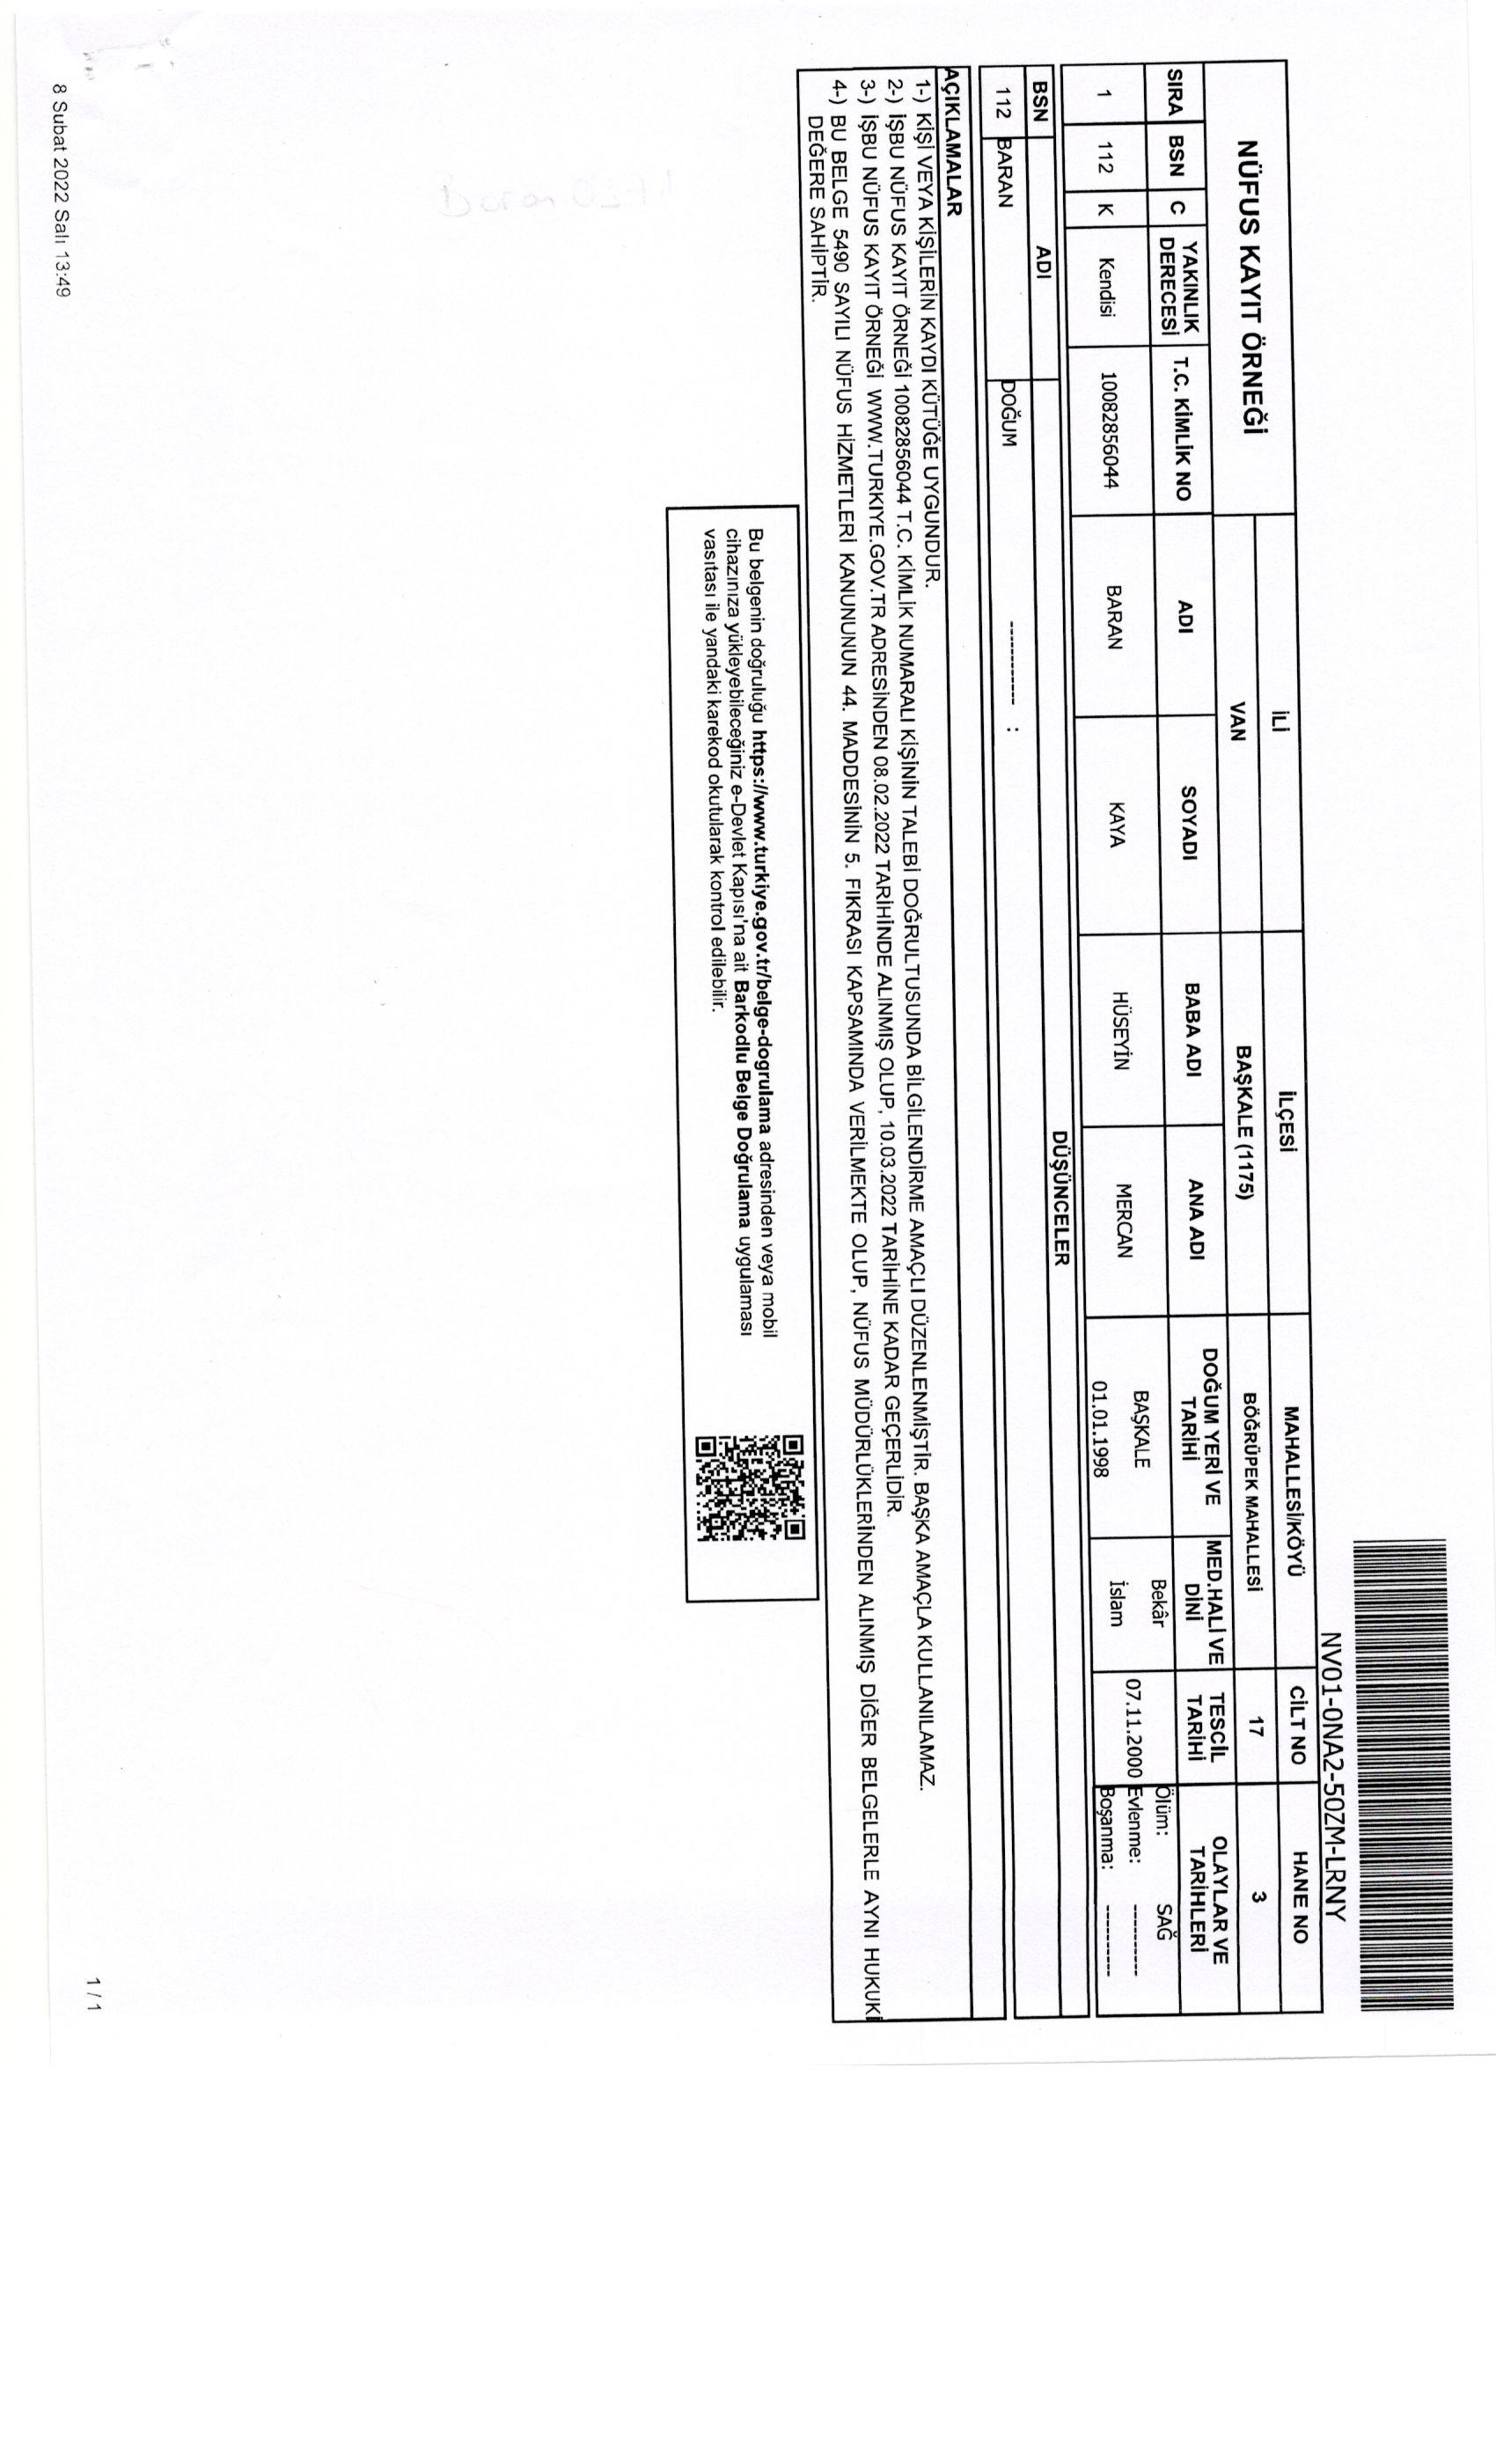 NV01-0NA2-50ZM-LRNY
NÜFUS KAYIT ÖRNEĞİ
İLİ İLÇESİ MAHALLESİ/KÖYÜ CİLT NO HANE NO
VAN BAŞKALE (1175) BÖĞRÜPEK MAHALLESİ 17 3
SIRA BSN C YAKINLIK DERECESİ T.C. KİMLİK NO ADI SOYADI BABA ADI ANA ADI DOĞUM YERİ VE TARİHİ MED.HALİ VE DİNİ TESCİL TARİHİ OLAYLAR VE TARİHLERİ
1 112 K Kendisi 10082856044 BARAN KAYA HÜSEYİN MERCAN BAŞKALE 01.01.1998 Bekâr İslam 07.11.2000 Ölüm: SAĞ
Evlenme: ----------
Boşanma: ----------
DÜŞÜNCELER
BSN ADI
112 BARAN DOĞUM ------------ :
AÇIKLAMALAR
1-) KİŞİ VEYA KİŞİLERİN KAYDI KÜTÜĞE UYGUNDUR.
2-) İŞBU NÜFUS KAYIT ÖRNEĞİ 10082856044 T.C. KİMLİK NUMARALI KİŞİNİN TALEBİ DOĞRULTUSUNDA BİLGİLENDİRME AMAÇLI DÜZENLENMİŞTİR. BAŞKA AMAÇLA KULLANILAMAZ.
3-) İŞBU NÜFUS KAYIT ÖRNEĞİ WWW.TURKIYE.GOV.TR ADRESİNDEN 08.02.2022 TARİHİNDE ALINMIŞ OLUP, 10.03.2022 TARİHİNE KADAR GEÇERLİDİR.
4-) BU BELGE 5490 SAYILI NÜFUS HİZMETLERİ KANUNUNUN 44. MADDESİNİN 5. FIKRASI KAPSAMINDA VERİLMEKTE OLUP, NÜFUS MÜDÜRLÜKLERİNDEN ALINMIŞ DİĞER BELGELERLE AYNI HUKUKİ
DEĞERE SAHİPTİR.
Bu belgenin doğruluğu https://www.turkiye.gov.tr/belge-dogrulama adresinden veya mobil
cihazınıza yükleyebileceğiniz e-Devlet Kapısı'na ait Barkodlu Belge Doğrulama uygulaması
vasıtası ile yandaki karekod okutularak kontrol edilebilir.
8 Subat 2022 Salı 13:49
1 / 1